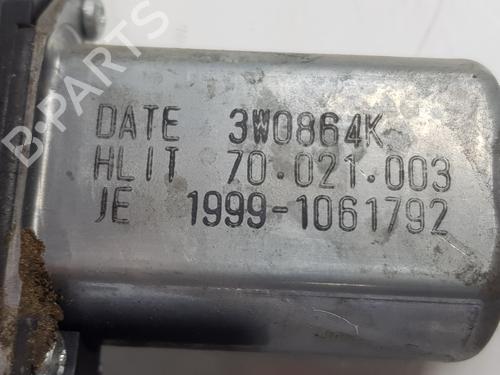 B-PARTS
DATE 3W0864K
HLIT 70.021.003
JE 1999-1061792